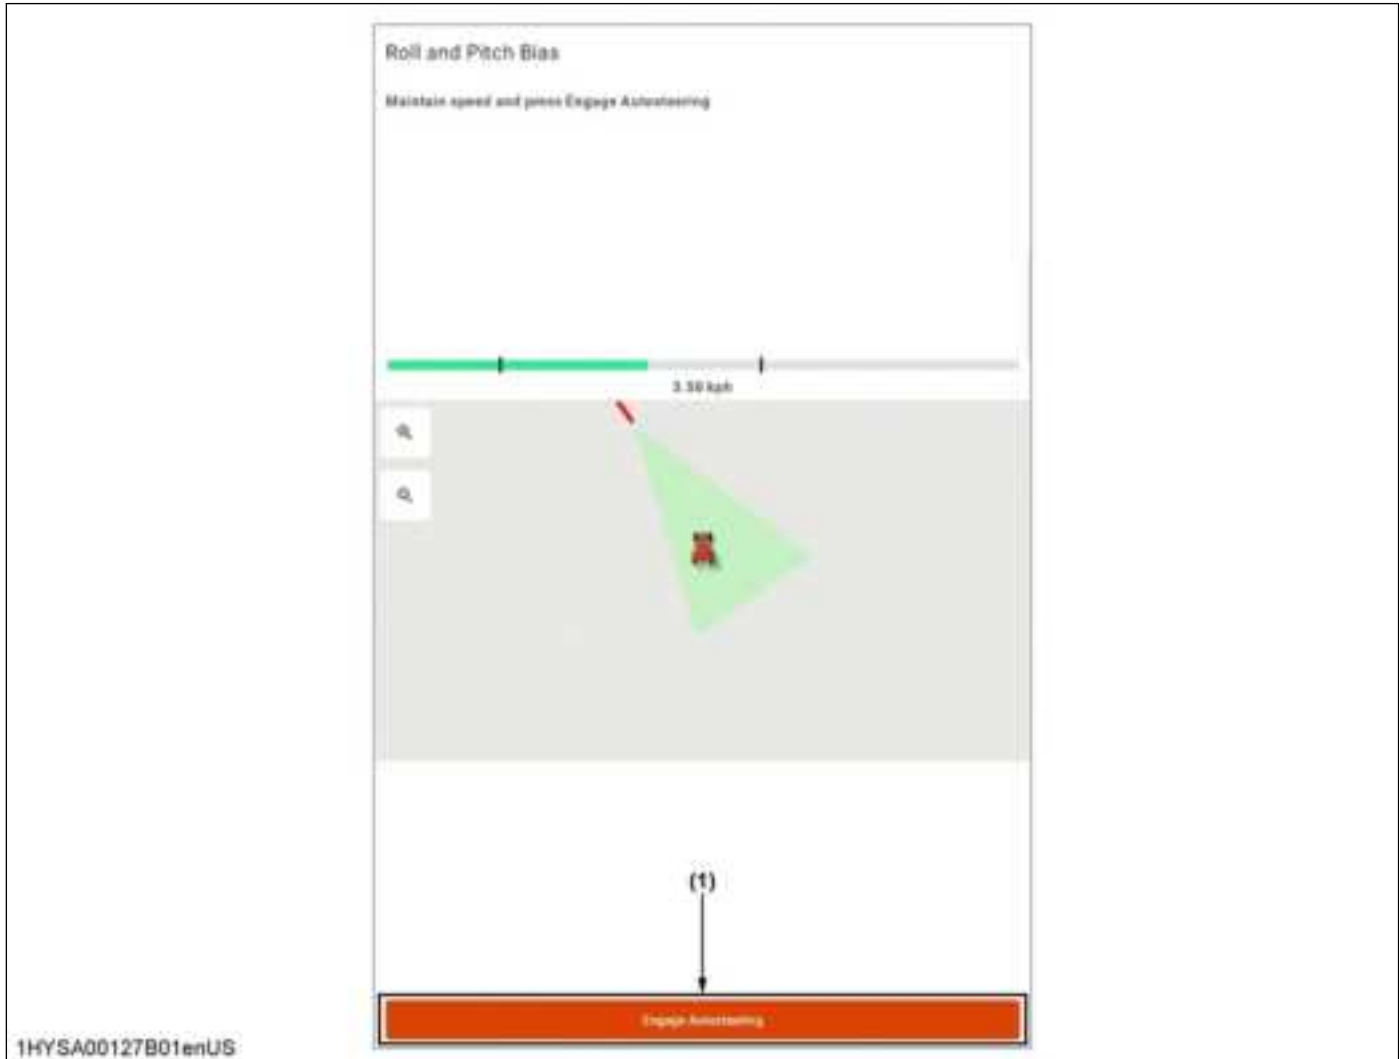 Roll and Pitch Bias
Maintain speed and press Engage Autosteering
3.50 kph
(1)
Engage Autosteering
1HYSA00127B01enUS